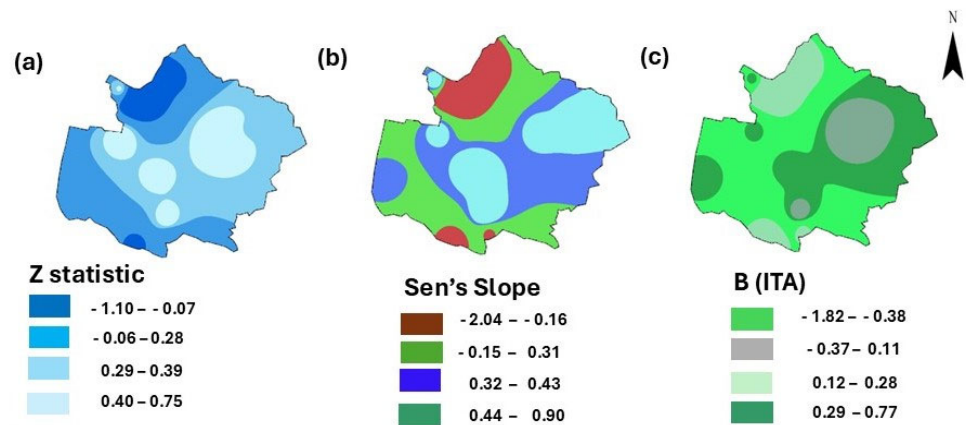 N
(a)
(b)
(c)
Z statistic
- 1.10 – - 0.07
- 0.06 – 0.28
0.29 – 0.39
0.40 – 0.75
Sen's Slope
- 2.04 – - 0.16
- 0.15 – 0.31
0.32 – 0.43
0.44 – 0.90
B (ITA)
- 1.82 – - 0.38
- 0.37 – 0.11
0.12 – 0.28
0.29 – 0.77